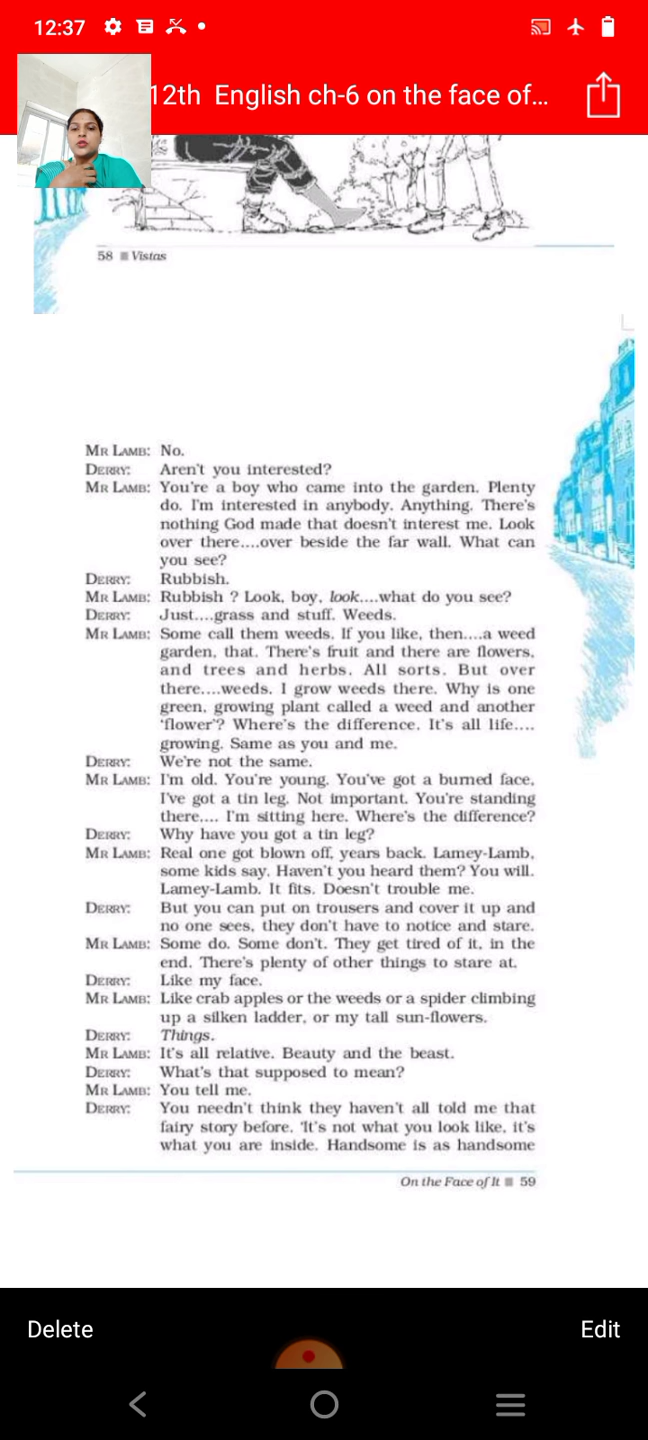 12:37
12th English ch-6 on the face of...
58 ■ Vistas
MR LAMB: No.
DERRY: Aren't you interested?
MR LAMB: You're a boy who came into the garden. Plenty
do. I'm interested in anybody. Anything. There's
nothing God made that doesn't interest me. Look
over there....over beside the far wall. What can
you see?
DERRY: Rubbish.
MR LAMB: Rubbish ? Look, boy, look....what do you see?
DERRY: Just....grass and stuff. Weeds.
MR LAMB: Some call them weeds. If you like, then....a weed
garden, that. There's fruit and there are flowers,
and trees and herbs. All sorts. But over
there....weeds. I grow weeds there. Why is one
green, growing plant called a weed and another
'flower'? Where's the difference. It's all life....
growing. Same as you and me.
DERRY: We're not the same.
MR LAMB: I'm old. You're young. You've got a burned face,
I've got a tin leg. Not important. You're standing
there.... I'm sitting here. Where's the difference?
DERRY: Why have you got a tin leg?
MR LAMB: Real one got blown off, years back. Lamey-Lamb,
some kids say. Haven't you heard them? You will.
Lamey-Lamb. It fits. Doesn't trouble me.
DERRY: But you can put on trousers and cover it up and
no one sees, they don't have to notice and stare.
MR LAMB: Some do. Some don't. They get tired of it, in the
end. There's plenty of other things to stare at.
DERRY: Like my face.
MR LAMB: Like crab apples or the weeds or a spider climbing
up a silken ladder, or my tall sun-flowers.
DERRY: Things.
MR LAMB: It's all relative. Beauty and the beast.
DERRY: What's that supposed to mean?
MR LAMB: You tell me.
DERRY: You needn't think they haven't all told me that
fairy story before. 'It's not what you look like, it's
what you are inside. Handsome is as handsome
On the Face of It ■ 59
Delete Edit